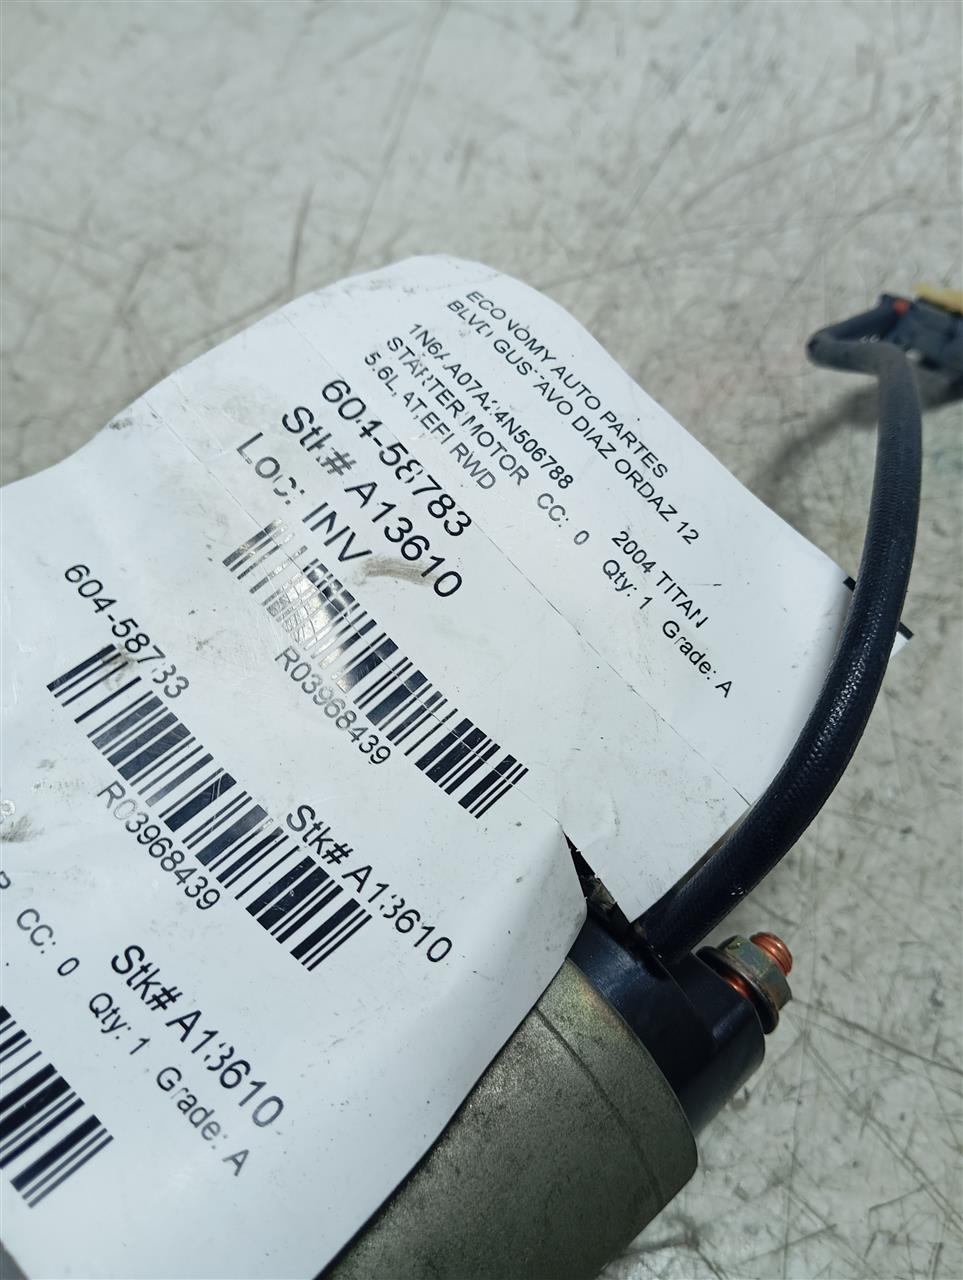 ECONOMY AUTO PARTES
BLVD GUSTAVO DIAZ ORDAZ 12
1N6AA07A24N506788 2004 TITAN
STARTER MOTOR CC: 0 Qty: 1 Grade: A
5.6L, AT,EFI RWD
604-58783
Stk# A13610
Loc: INV
R03968439
604-58783
Stk# A13610
R03968439
CC: 0 Qty: 1 Grade: A
Stk# A13610